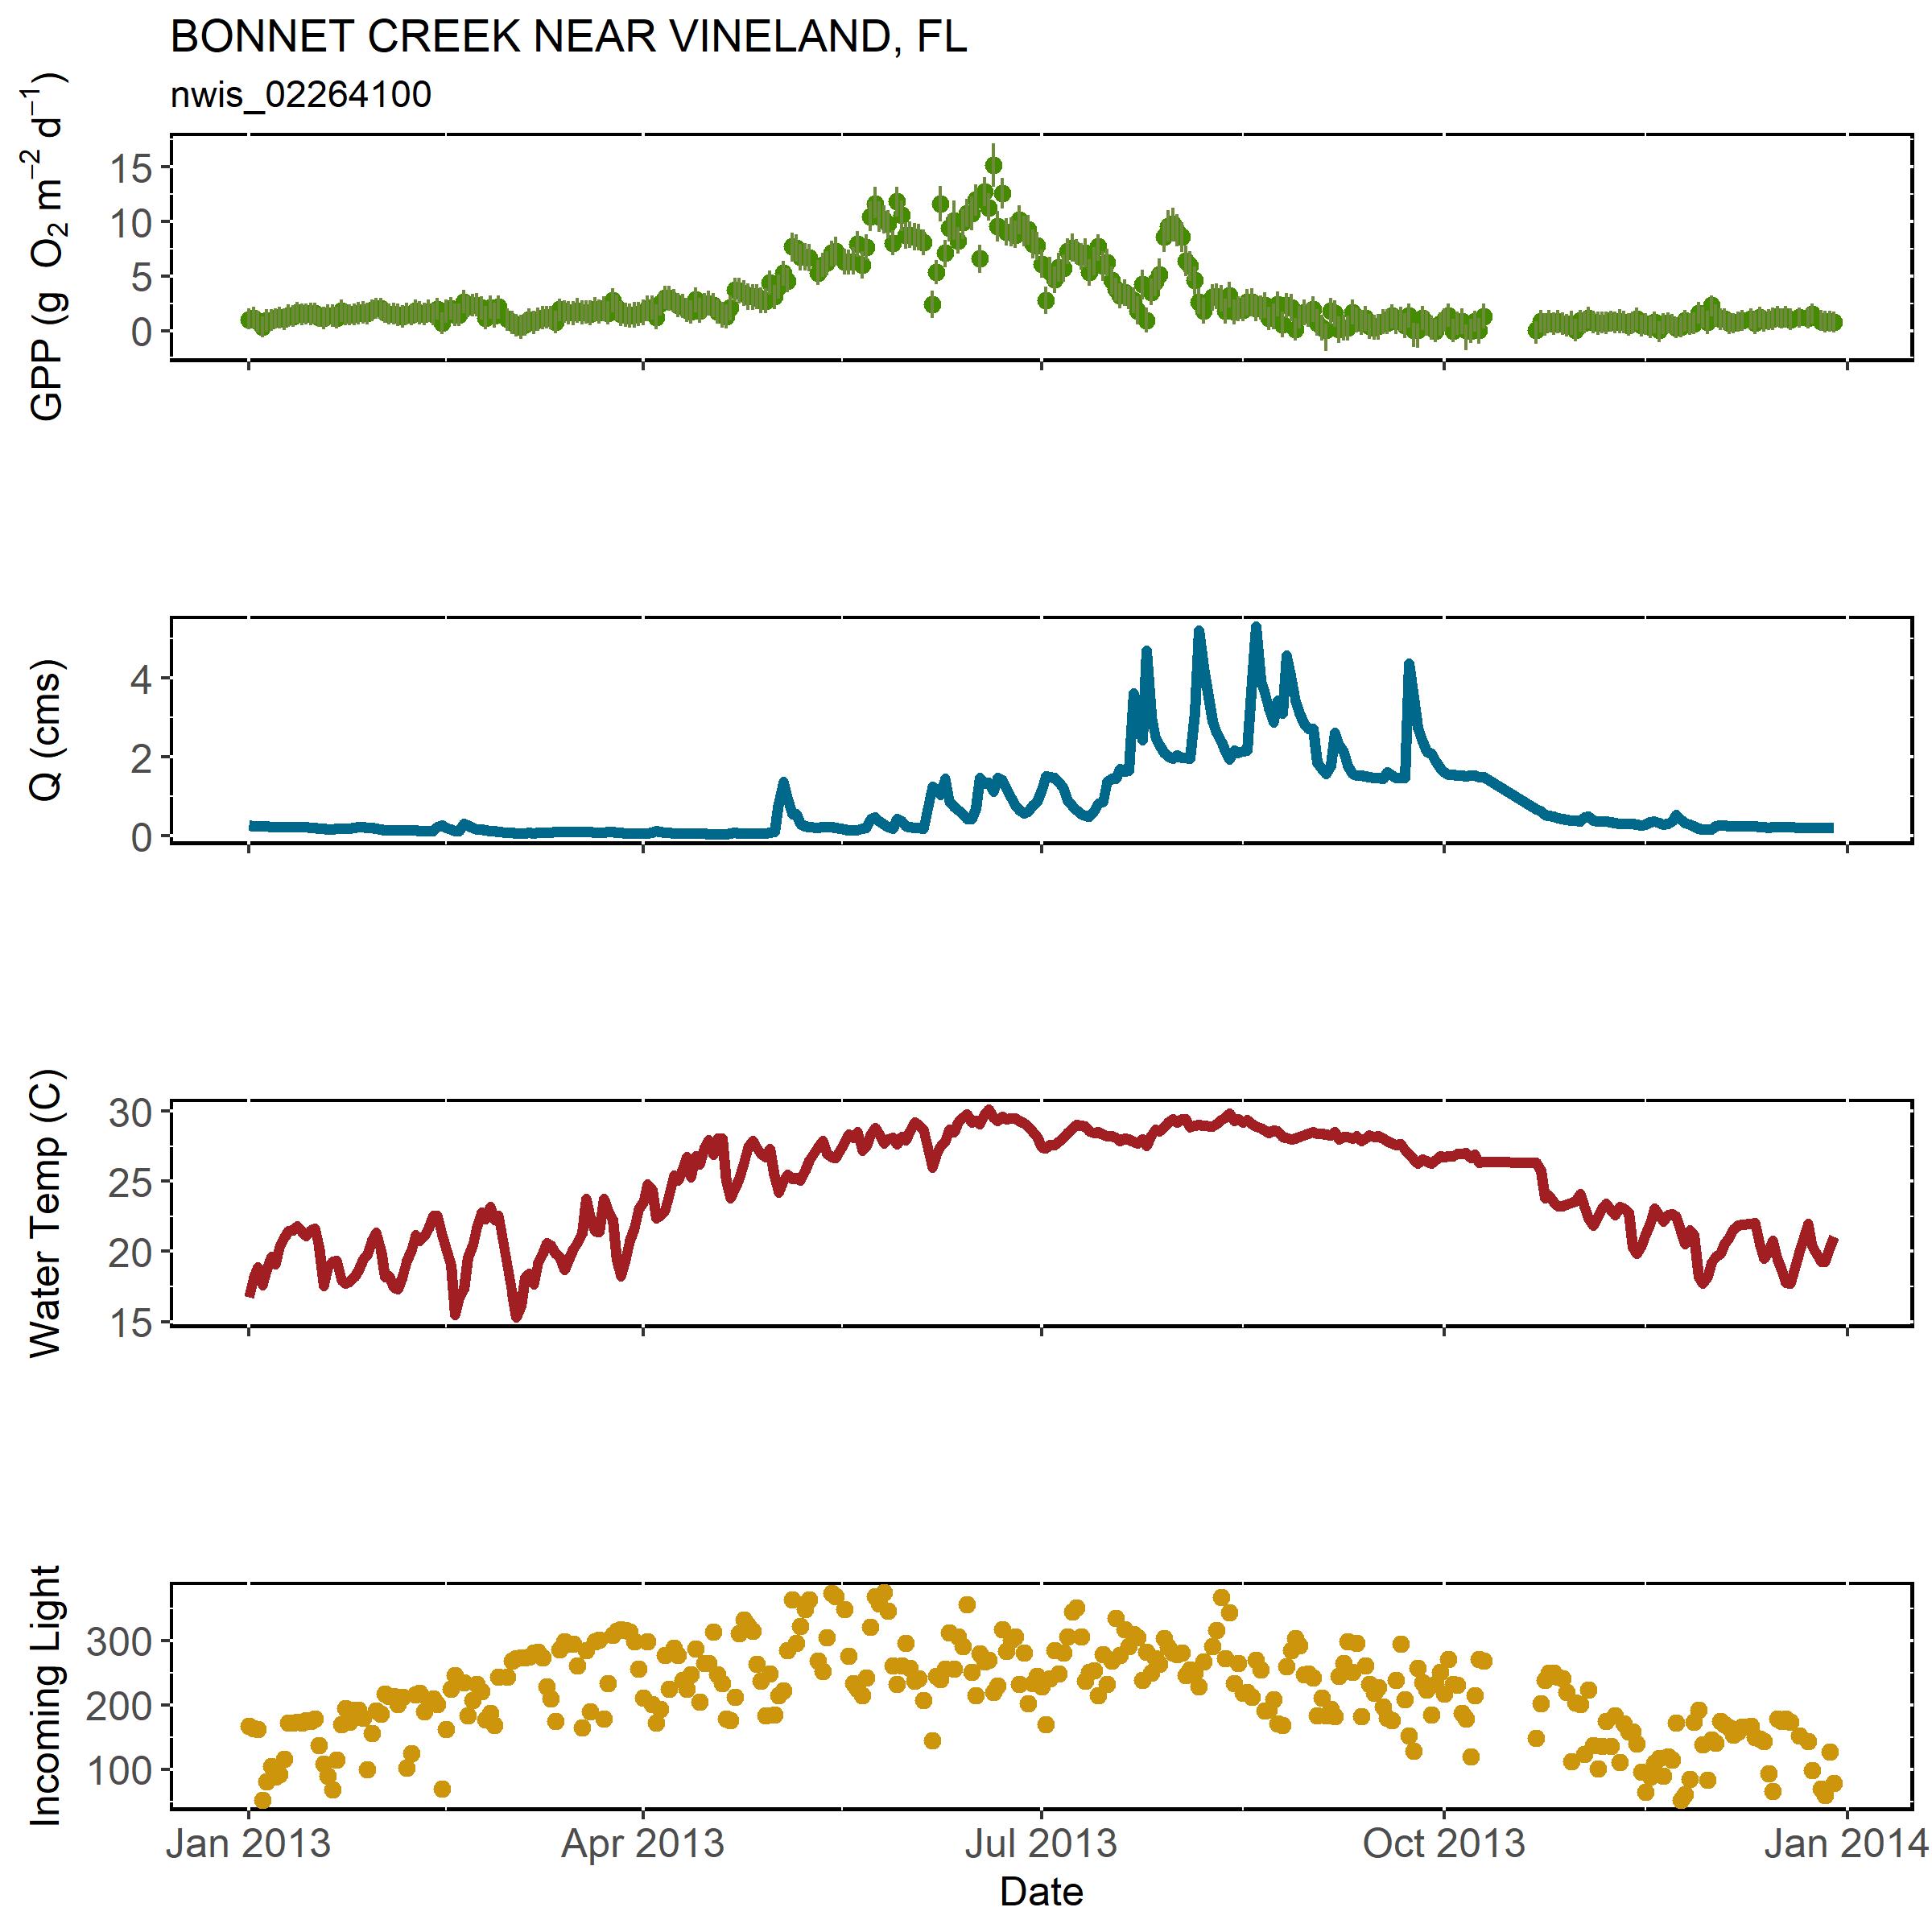 BONNET CREEK NEAR VINELAND, FL
nwis_02264100
GPP (g O₂ m⁻² d⁻¹)
15
10
5
0
Q (cms)
4
2
0
Water Temp (C)
30
25
20
15
Incoming Light
300
200
100
Jan 2013 Apr 2013 Jul 2013 Oct 2013 Jan 2014
Date